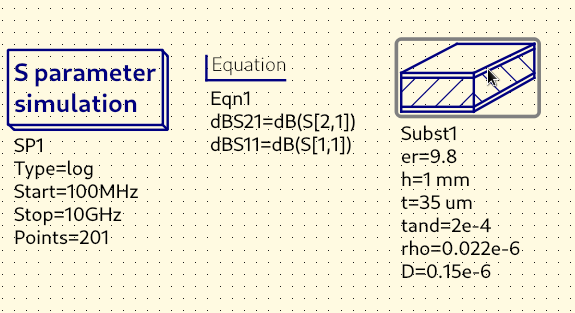 S parameter
simulation
SP1
Type=log
Start=100MHz
Stop=10GHz
Points=201
Equation
Eqn1
dBS21=dB(S[2,1])
dBS11=dB(S[1,1])
Subst1
er=9.8
h=1 mm
t=35 um
tand=2e-4
rho=0.022e-6
D=0.15e-6